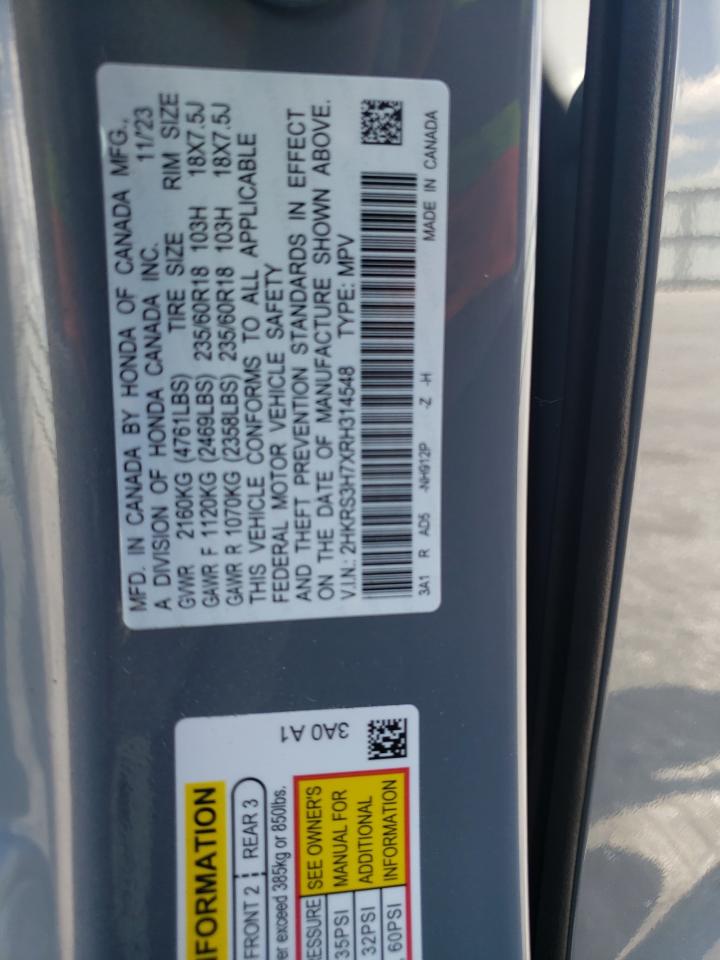 MFD. IN CANADA BY HONDA OF CANADA MFG.,
A DIVISION OF HONDA CANADA INC. 11/23
GVWR 2160KG (4761LBS) TIRE SIZE RIM SIZE
GAWR F 1120KG (2469LBS) 235/60R18 103H 18X7.5J
GAWR R 1070KG (2358LBS) 235/60R18 103H 18X7.5J
THIS VEHICLE CONFORMS TO ALL APPLICABLE
FEDERAL MOTOR VEHICLE SAFETY
AND THEFT PREVENTION STANDARDS IN EFFECT
ON THE DATE OF MANUFACTURE SHOWN ABOVE.
V.I.N.: 2HKRS3H7XRH314548 TYPE: MPV
3A1 R AD5 -NH912P -Z -H MADE IN CANADA
3A0 A1
FRONT 2 REAR 3
exceed 385kg or 850lbs.
SEE OWNER'S
35PSI MANUAL FOR
32PSI ADDITIONAL
60PSI INFORMATION